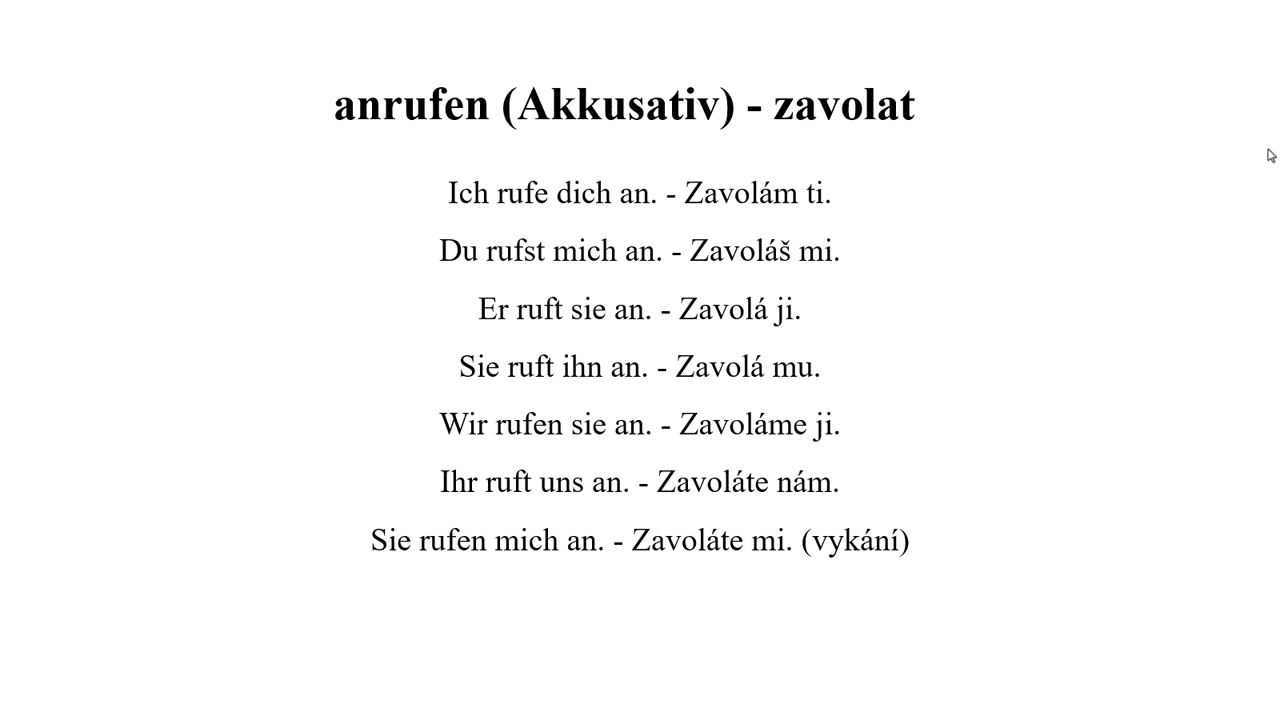 anrufen (Akkusativ) - zavolat
Ich rufe dich an. - Zavolám ti.
Du rufst mich an. - Zavoláš mi.
Er ruft sie an. - Zavolá ji.
Sie ruft ihn an. - Zavolá mu.
Wir rufen sie an. - Zavoláme ji.
Ihr ruft uns an. - Zavoláte nám.
Sie rufen mich an. - Zavoláte mi. (vykání)